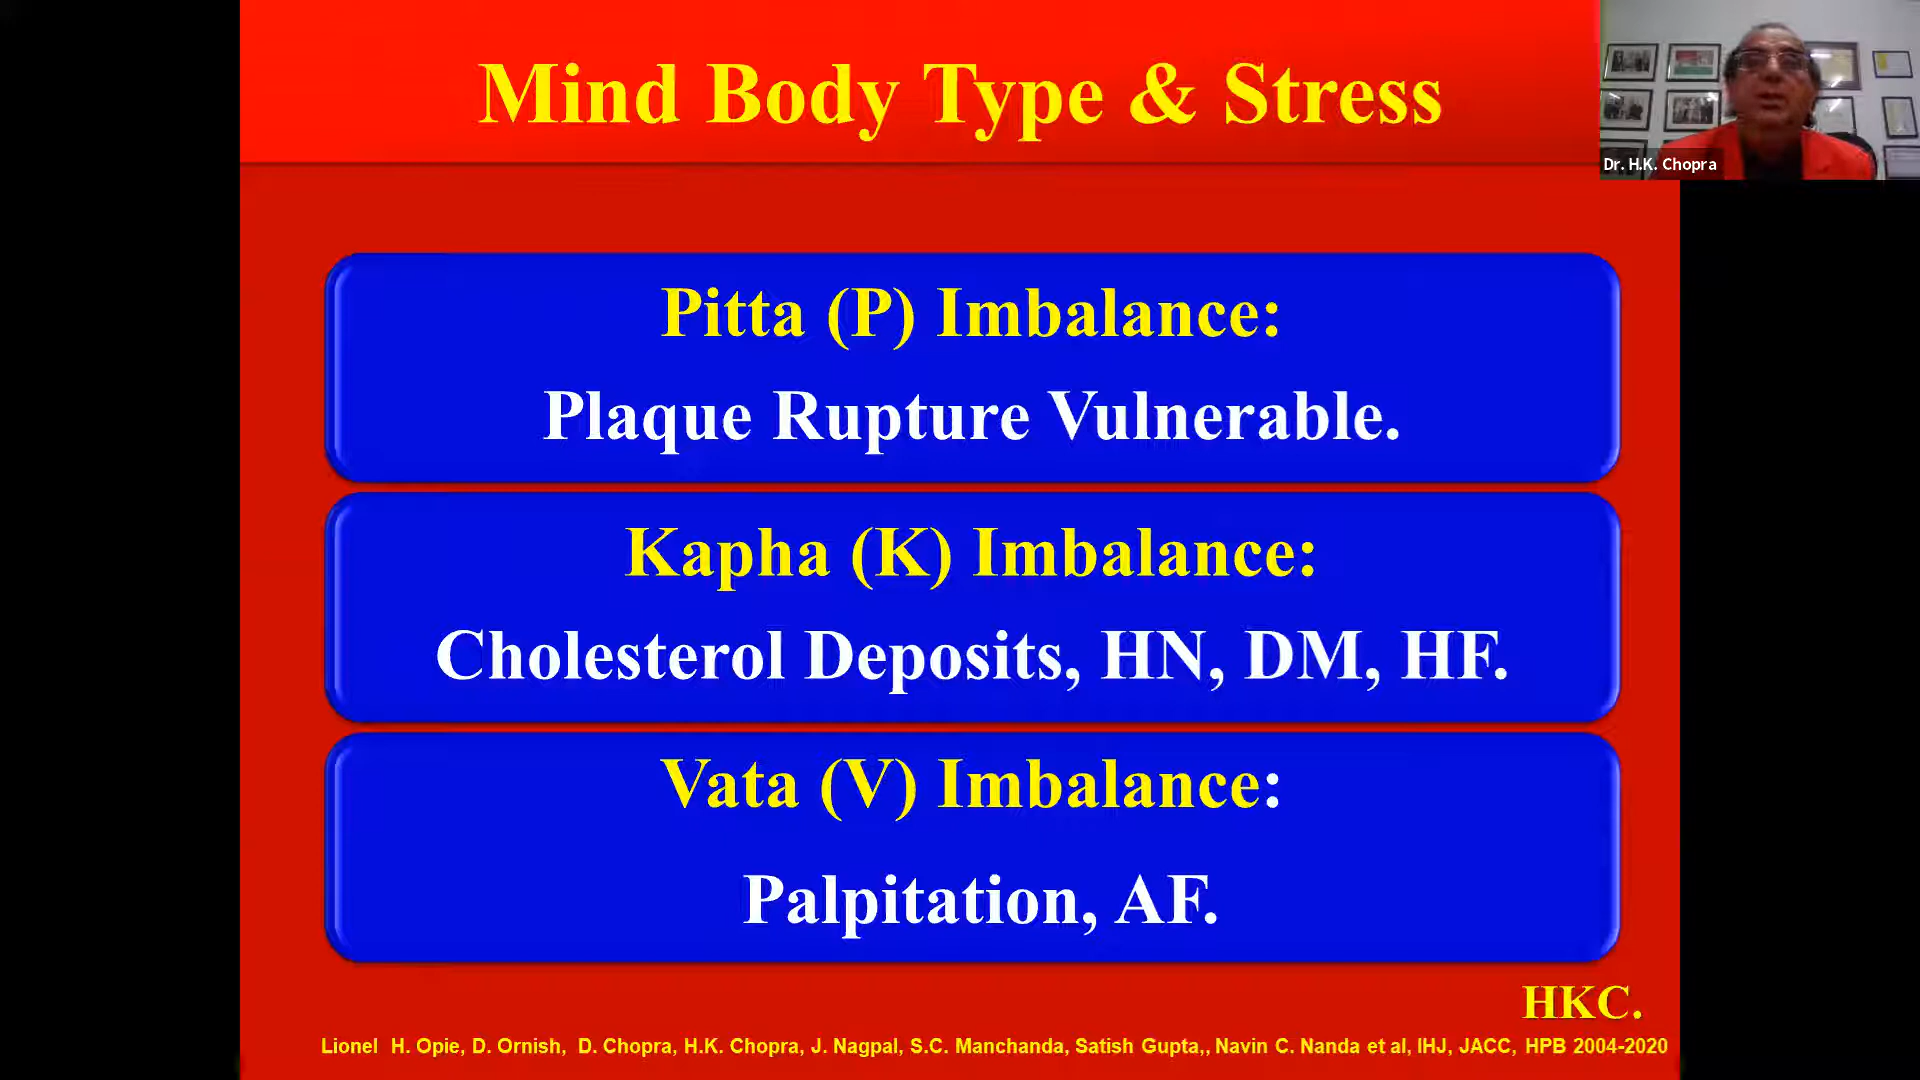 Mind Body Type & Stress
Dr. H.K. Chopra
Pitta (P) Imbalance:
Plaque Rupture Vulnerable.
Kapha (K) Imbalance:
Cholesterol Deposits, HN, DM, HF.
Vata (V) Imbalance:
Palpitation, AF.
HKC.
Lionel H. Opie, D. Ornish, D. Chopra, H.K. Chopra, J. Nagpal, S.C. Manchanda, Satish Gupta,, Navin C. Nanda et al, IHJ, JACC, HPB 2004-2020